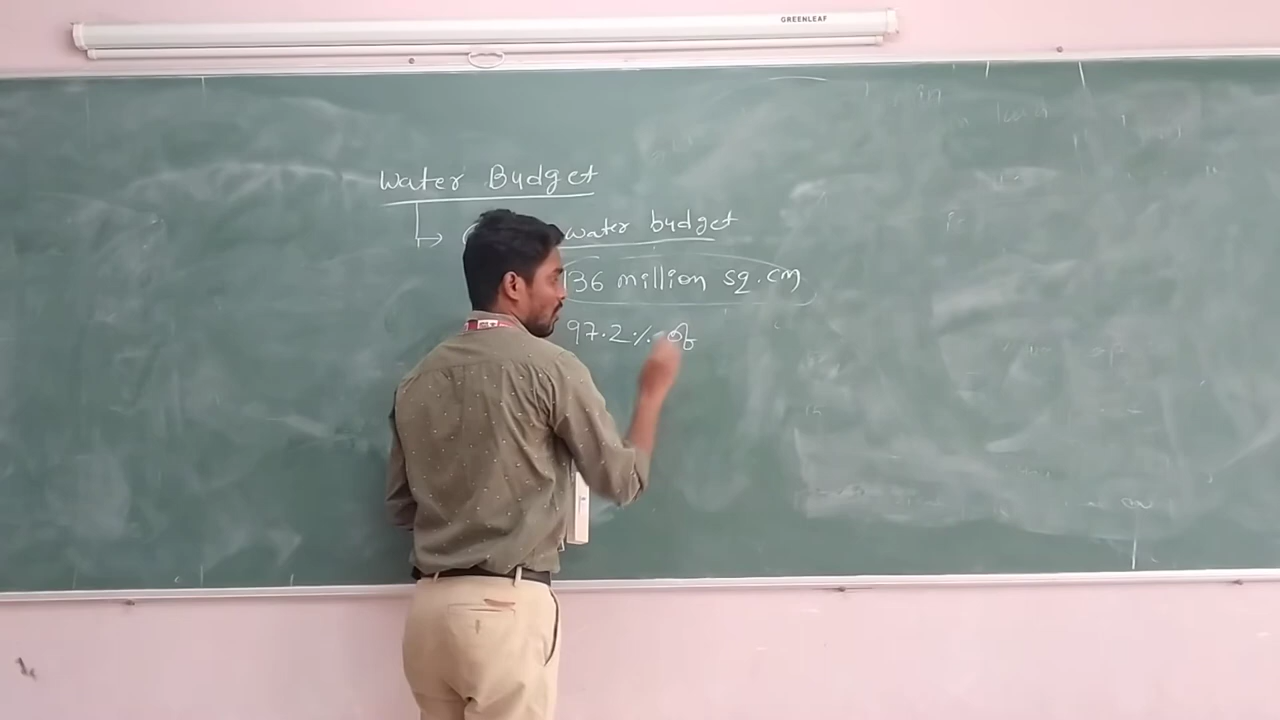 GREENLEAF
Water Budget
water budget
136 million sq.cm
97.2% of